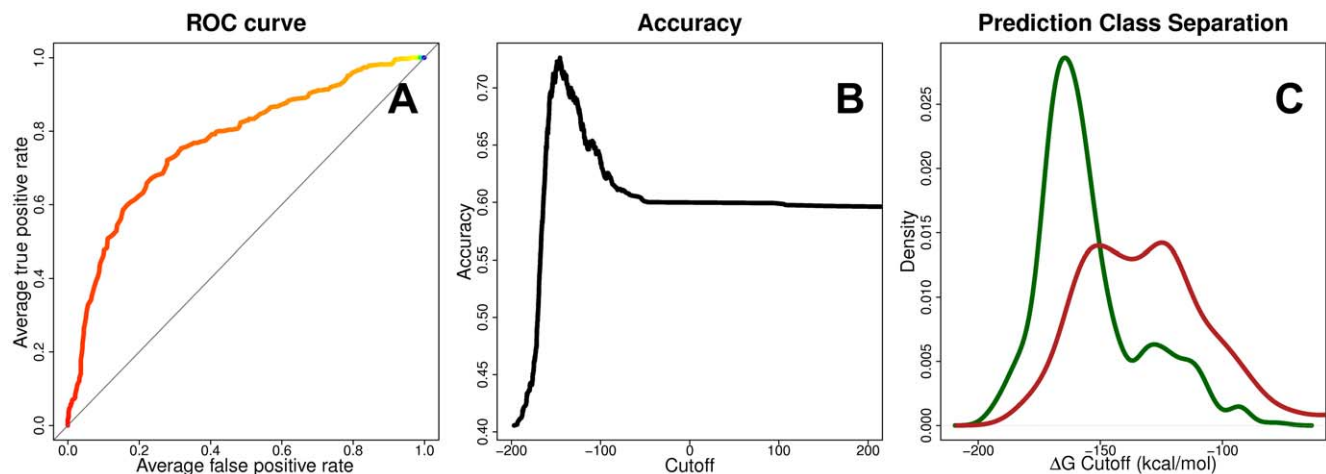 ROC curve
A
Average true positive rate
0.0 0.2 0.4 0.6 0.8 1.0
0.0 0.2 0.4 0.6 0.8 1.0
Average false positive rate
Accuracy
B
Accuracy
0.40 0.45 0.50 0.55 0.60 0.65 0.70
−200 −100 0 100 200
Cutoff
Prediction Class Separation
C
Density
0.000 0.005 0.010 0.015 0.020 0.025
−200 −150 −100
ΔG Cutoff (kcal/mol)